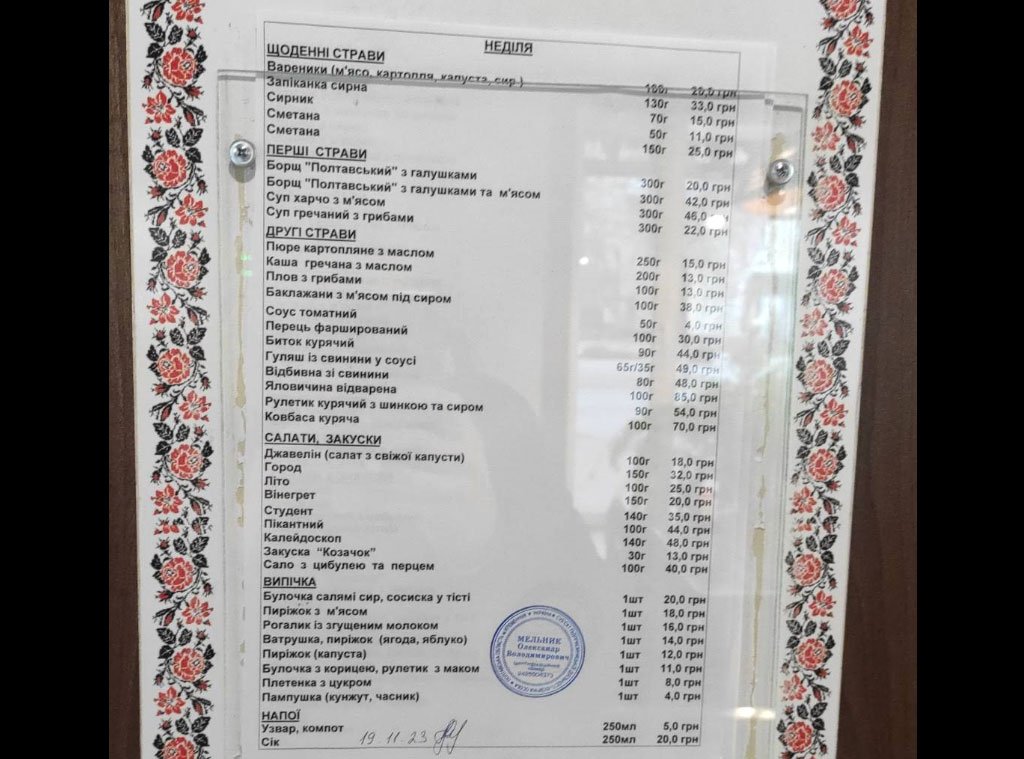 НЕДІЛЯ
ЩОДЕННІ СТРАВИ
Вареники (м'ясо, картопля, капуста, сир ) 100г 20,0 грн
Запіканка сирна 130г 33,0 грн
Сирник 70г 15,0 грн
Сметана 50г 11,0 грн
Сметана 150г 25,0 грн
ПЕРШІ СТРАВИ
Борщ "Полтавський" з галушками 300г 20,0 грн
Борщ "Полтавський" з галушками та м'ясом 300г 42,0 грн
Суп харчо з м'ясом 300г 46,0 грн
Суп гречаний з грибами 300г 22,0 грн
ДРУГІ СТРАВИ
Пюре картопляне з маслом 250г 15,0 грн
Каша гречана з маслом 200г 13,0 грн
Плов з грибами 100г 13,0 грн
Баклажани з м'ясом під сиром 100г 38,0 грн
Соус томатний 50г 4,0 грн
Перець фарширований 100г 30,0 грн
Биток курячий 90г 44,0 грн
Гуляш із свинини у соусі 65г/35г 49,0 грн
Відбивна зі свинини 80г 48,0 грн
Яловичина відварена 100г 85,0 грн
Рулетик курячий з шинкою та сиром 90г 54,0 грн
Ковбаса куряча 100г 70,0 грн
САЛАТИ, ЗАКУСКИ
Джавелін (салат з свіжої капусти) 100г 18,0 грн
Город 150г 32,0 грн
Літо 100г 25,0 грн
Вінегрет 150г 20,0 грн
Студент 140г 35,0 грн
Пікантний 100г 44,0 грн
Калейдоскоп 140г 48,0 грн
Закуска “Козачок” 30г 13,0 грн
Сало з цибулею та перцем 100г 40,0 грн
ВИПІЧКА
Булочка салямі сир, сосиска у тісті 1шт 20,0 грн
Пиріжок з м'ясом 1шт 18,0 грн
Рогалик із згущеним молоком 1шт 16,0 грн
Ватрушка, пиріжок (ягода, яблуко) 1шт 14,0 грн
Пиріжок (капуста) 1шт 12,0 грн
Булочка з корицею, рулетик з маком 1шт 11,0 грн
Плетенка з цукром 1шт 8,0 грн
Пампушка (кунжут, часник) 1шт 4,0 грн
НАПОЇ
Узвар, компот 250мл 5,0 грн
Сік 250мл 20,0 грн
19.11.23
МЕЛЬНИК
Олександр
Володимирович
ідентифікаційний
номер